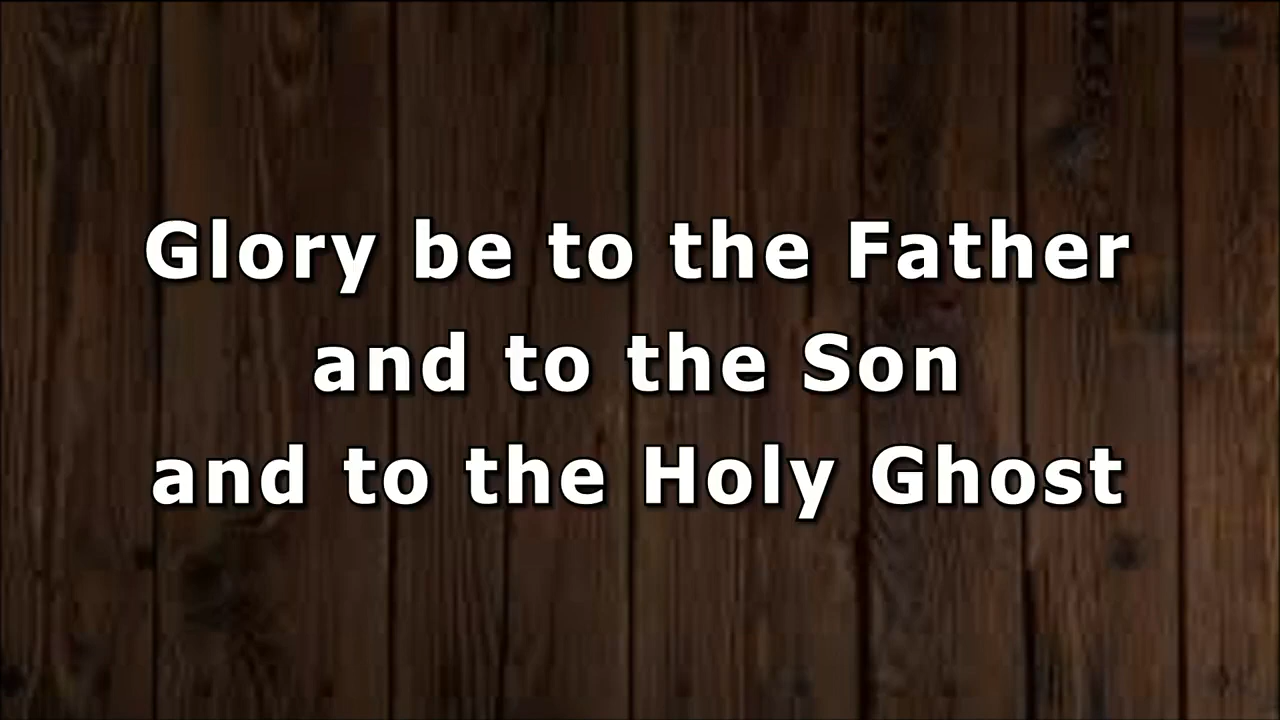 Glory be to the Father
and to the Son
and to the Holy Ghost